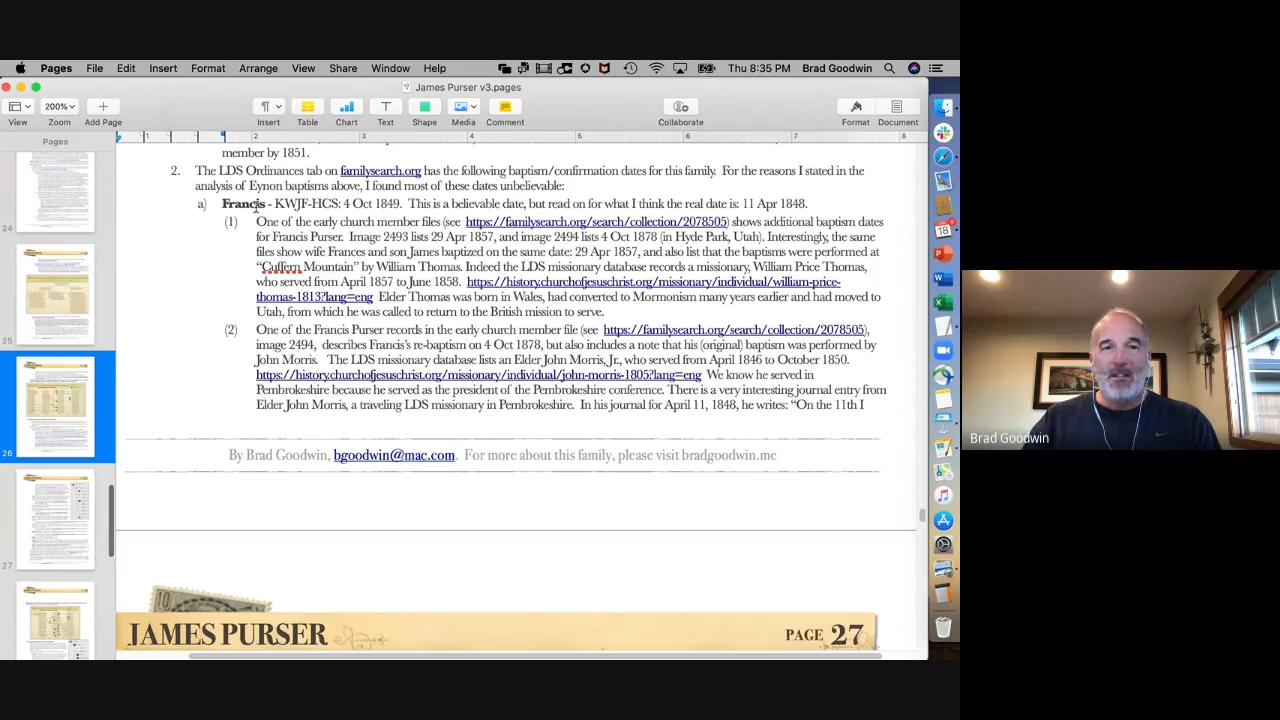 Pages File Edit Insert Format Arrange View Share Window Help Thu 8:35 PM Brad Goodwin
James Purser v3.pages
200%
View Zoom Add Page Insert Table Chart Text Shape Media Comment Collaborate Format Document
Pages
1 2 3 4 5 6 7 8
member by 1851.
2. The LDS Ordinances tab on familysearch.org has the following baptism/confirmation dates for this family. For the reasons I stated in the
analysis of Eynon baptisms above, I found most of these dates unbelievable:
a) Francis - KWJF-HCS: 4 Oct 1849. This is a believable date, but read on for what I think the real date is: 11 Apr 1848.
(1) One of the early church member files (see https://familysearch.org/search/collection/2078505) shows additional baptism dates
for Francis Purser. Image 2493 lists 29 Apr 1857, and image 2494 lists 4 Oct 1878 (in Hyde Park, Utah). Interestingly, the same
files show wife Frances and son James baptized on the same date: 29 Apr 1857, and also list that the baptisms were performed at
“Cuffern Mountain” by William Thomas. Indeed the LDS missionary database records a missionary, William Price Thomas,
who served from April 1857 to June 1858. https://history.churchofjesuschrist.org/missionary/individual/william-price-
thomas-1813?lang=eng Elder Thomas was born in Wales, had converted to Mormonism many years earlier and had moved to
Utah, from which he was called to return to the British mission to serve.
(2) One of the Francis Purser records in the early church member file (see https://familysearch.org/search/collection/2078505),
image 2494, describes Francis's re-baptism on 4 Oct 1878, but also includes a note that his (original) baptism was performed by
John Morris. The LDS missionary database lists an Elder John Morris, Jr., who served from April 1846 to October 1850.
https://history.churchofjesuschrist.org/missionary/individual/john-morris-1805?lang=eng We know he served in
Pembrokeshire because he served as the president of the Pembrokeshire conference. There is a very interesting journal entry from
Elder John Morris, a traveling LDS missionary in Pembrokeshire. In his journal for April 11, 1848, he writes: “On the 11th I
By Brad Goodwin, bgoodwin@mac.com. For more about this family, please visit bradgoodwin.me
10
JAMES PURSER PAGE 27
24
25
26
27
18
Brad Goodwin